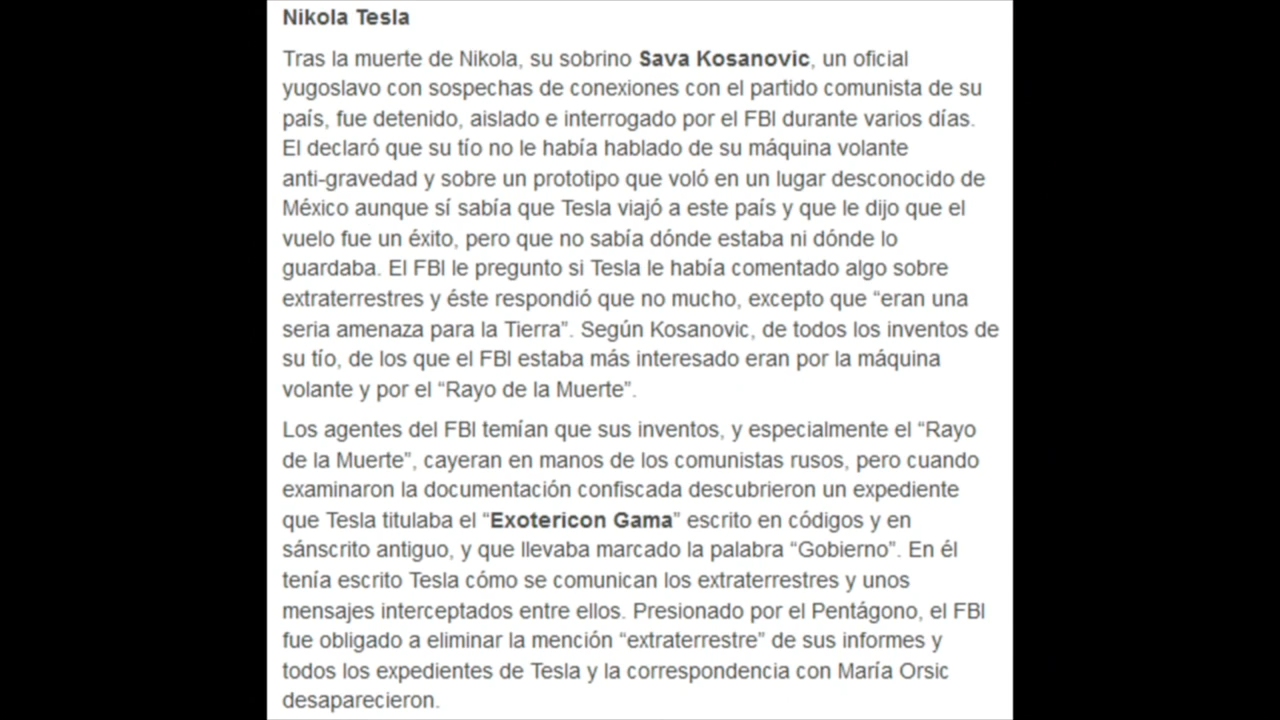 Nikola Tesla
Tras la muerte de Nikola, su sobrino Sava Kosanovic, un oficial
yugoslavo con sospechas de conexiones con el partido comunista de su
país, fue detenido, aislado e interrogado por el FBI durante varios días.
El declaró que su tío no le había hablado de su máquina volante
anti-gravedad y sobre un prototipo que voló en un lugar desconocido de
México aunque sí sabía que Tesla viajó a este país y que le dijo que el
vuelo fue un éxito, pero que no sabía dónde estaba ni dónde lo
guardaba. El FBI le pregunto si Tesla le había comentado algo sobre
extraterrestres y éste respondió que no mucho, excepto que “eran una
seria amenaza para la Tierra”. Según Kosanovic, de todos los inventos de
su tío, de los que el FBI estaba más interesado eran por la máquina
volante y por el “Rayo de la Muerte”.
Los agentes del FBI temían que sus inventos, y especialmente el “Rayo
de la Muerte”, cayeran en manos de los comunistas rusos, pero cuando
examinaron la documentación confiscada descubrieron un expediente
que Tesla titulaba el “Exotericon Gama” escrito en códigos y en
sánscrito antiguo, y que llevaba marcado la palabra “Gobierno”. En él
tenía escrito Tesla cómo se comunican los extraterrestres y unos
mensajes interceptados entre ellos. Presionado por el Pentágono, el FBI
fue obligado a eliminar la mención “extraterrestre” de sus informes y
todos los expedientes de Tesla y la correspondencia con María Orsic
desaparecieron.